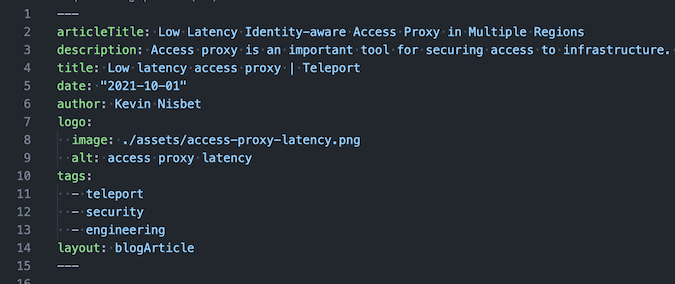 1 ---
2 articleTitle: Low Latency Identity-aware Access Proxy in Multiple Regions
3 description: Access proxy is an important tool for securing access to infrastructure.
4 title: Low latency access proxy | Teleport
5 date: "2021-10-01"
6 author: Kevin Nisbet
7 logo:
8   image: ./assets/access-proxy-latency.png
9   alt: access proxy latency
10 tags:
11   - teleport
12   - security
13   - engineering
14 layout: blogArticle
15 ---